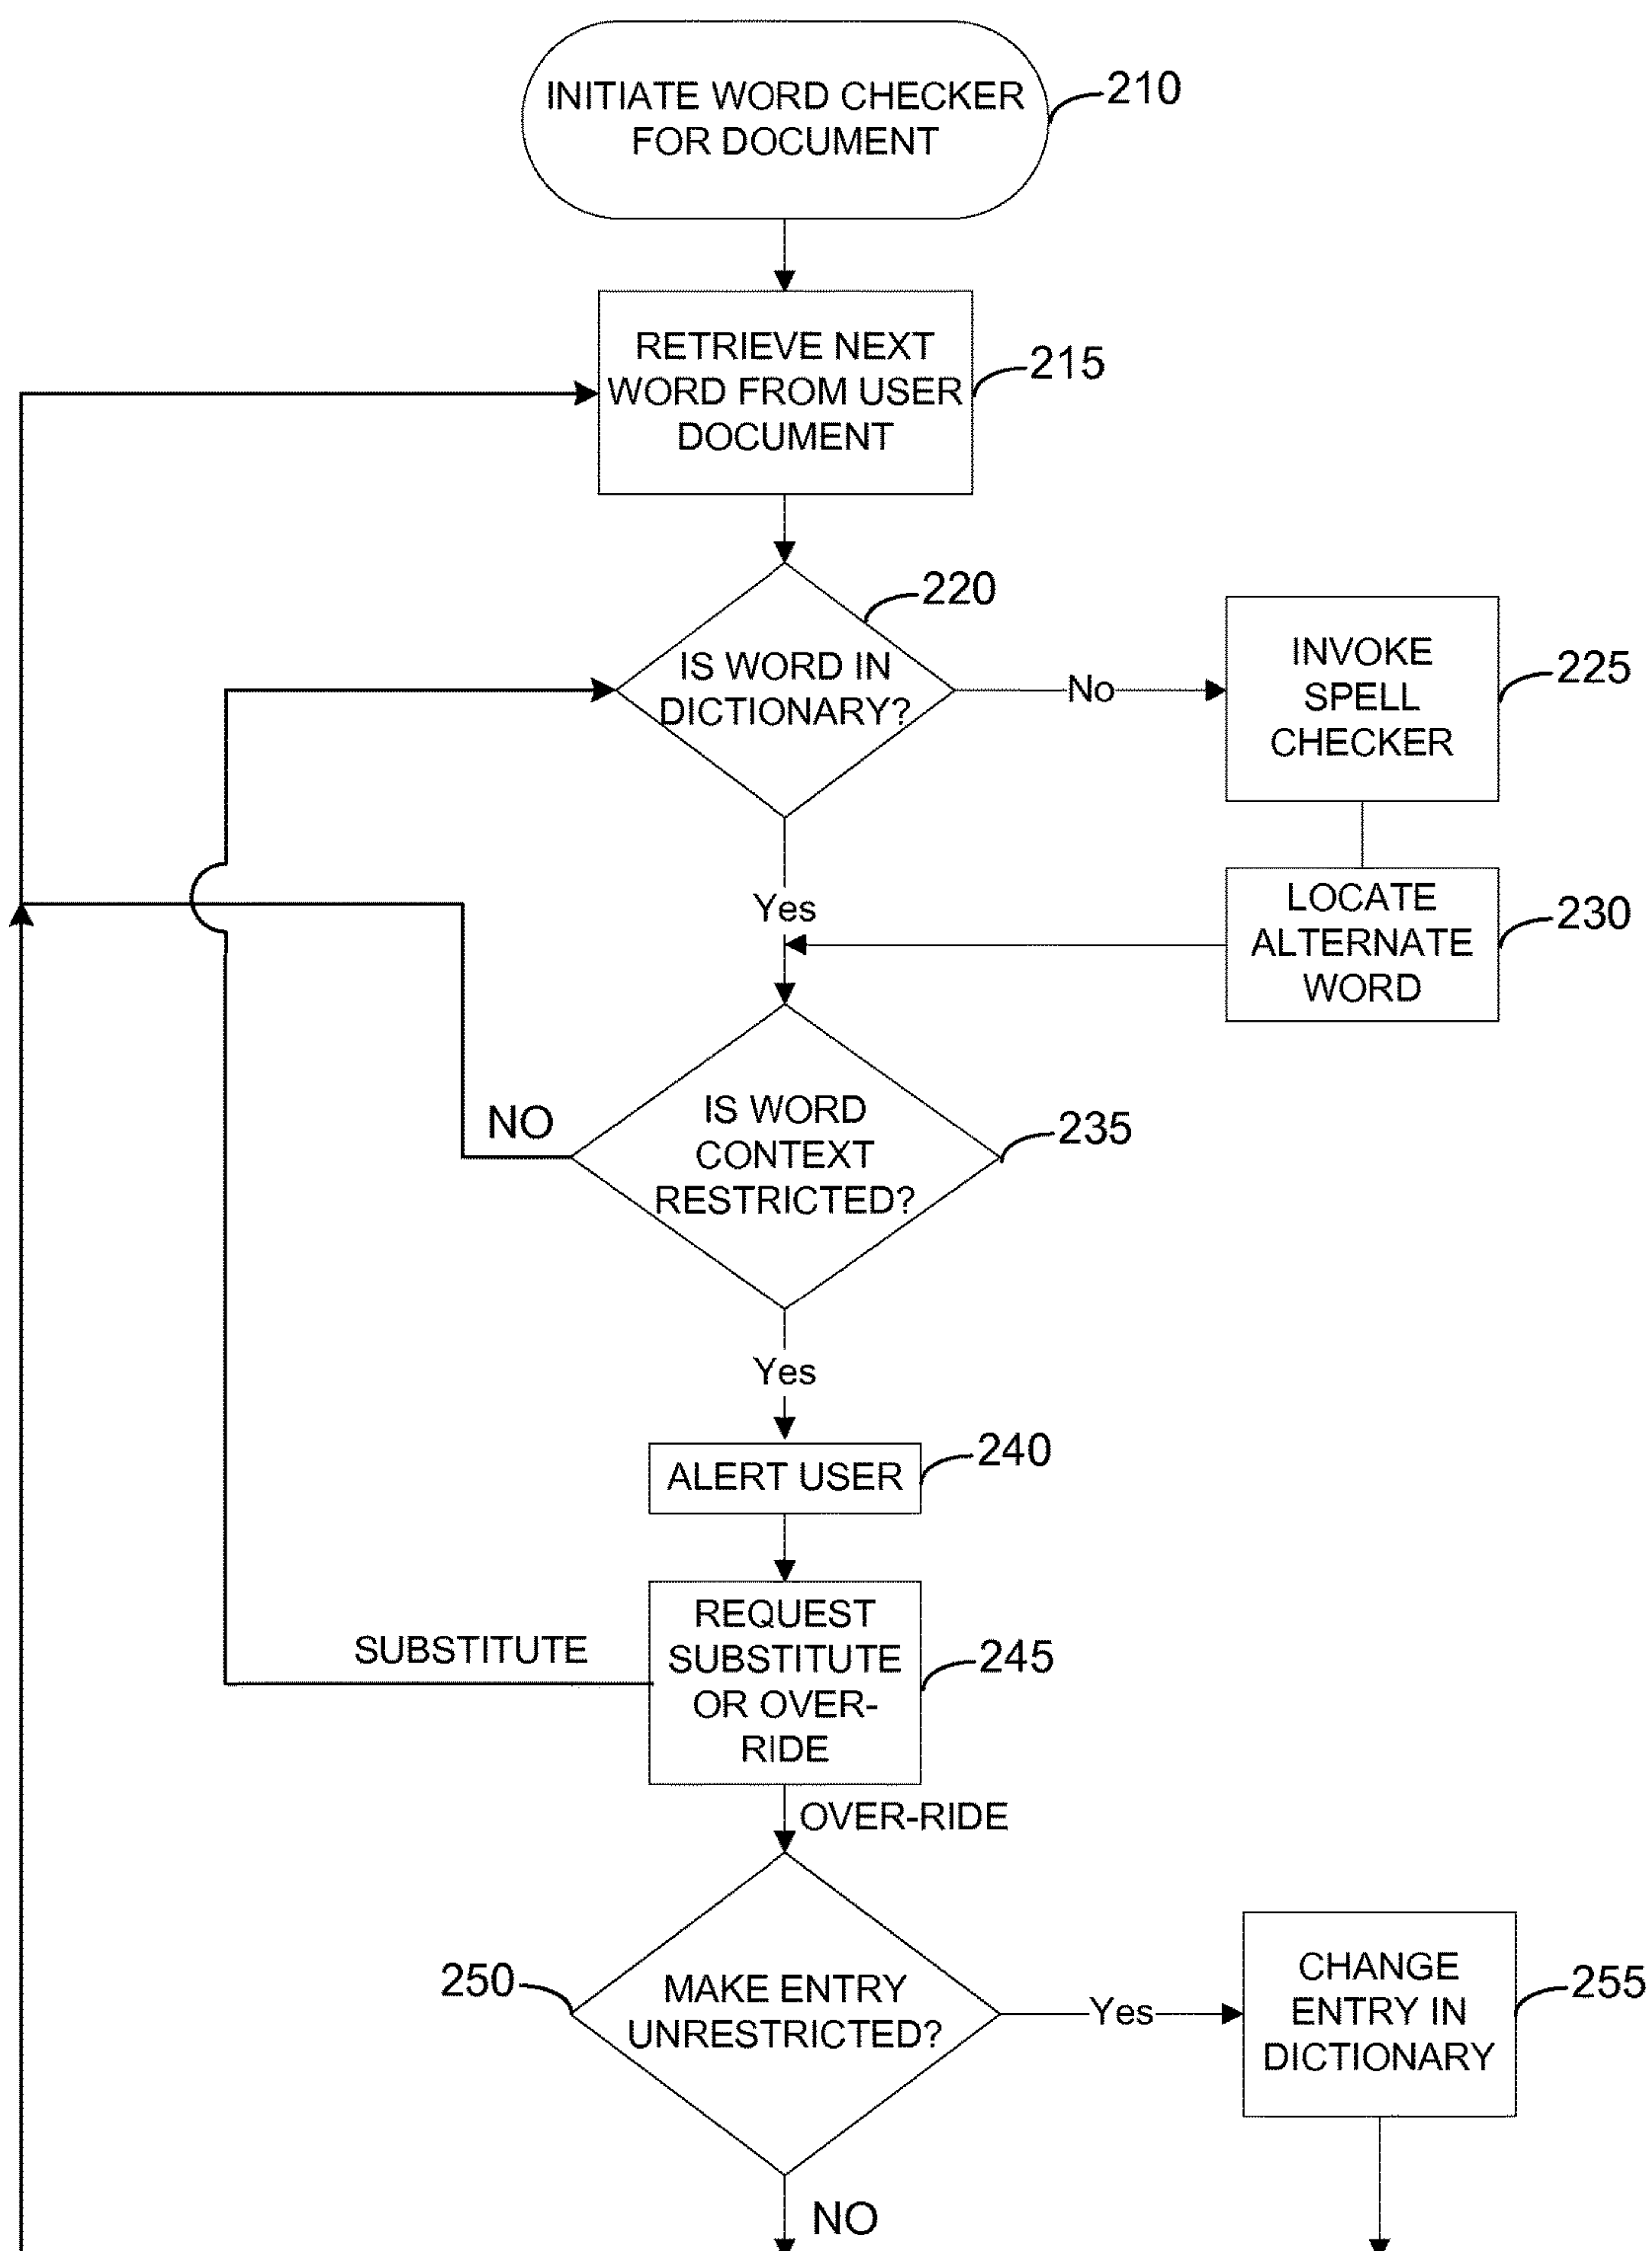 INITIATE WORD CHECKER
FOR DOCUMENT
210
RETRIEVE NEXT
WORD FROM USER
DOCUMENT
215
220
IS WORD IN
DICTIONARY?
No
INVOKE
SPELL
CHECKER
225
Yes
LOCATE
ALTERNATE
WORD
230
IS WORD
CONTEXT
RESTRICTED?
235
NO
Yes
ALERT USER
240
REQUEST
SUBSTITUTE
OR OVER-
RIDE
245
SUBSTITUTE
OVER-RIDE
250
MAKE ENTRY
UNRESTRICTED?
Yes
CHANGE
ENTRY IN
DICTIONARY
255
NO